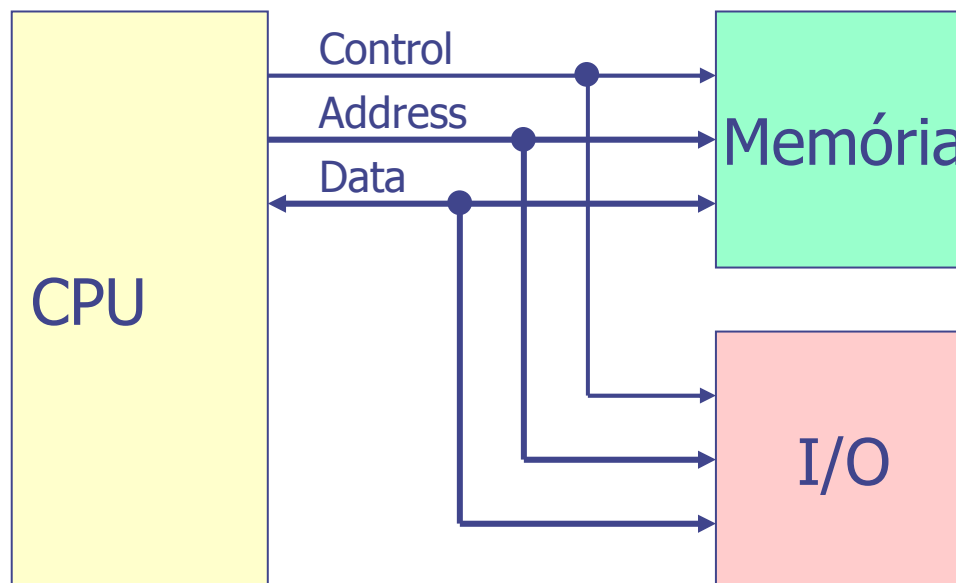 Control
Address
Data
CPU
Memória
I/O